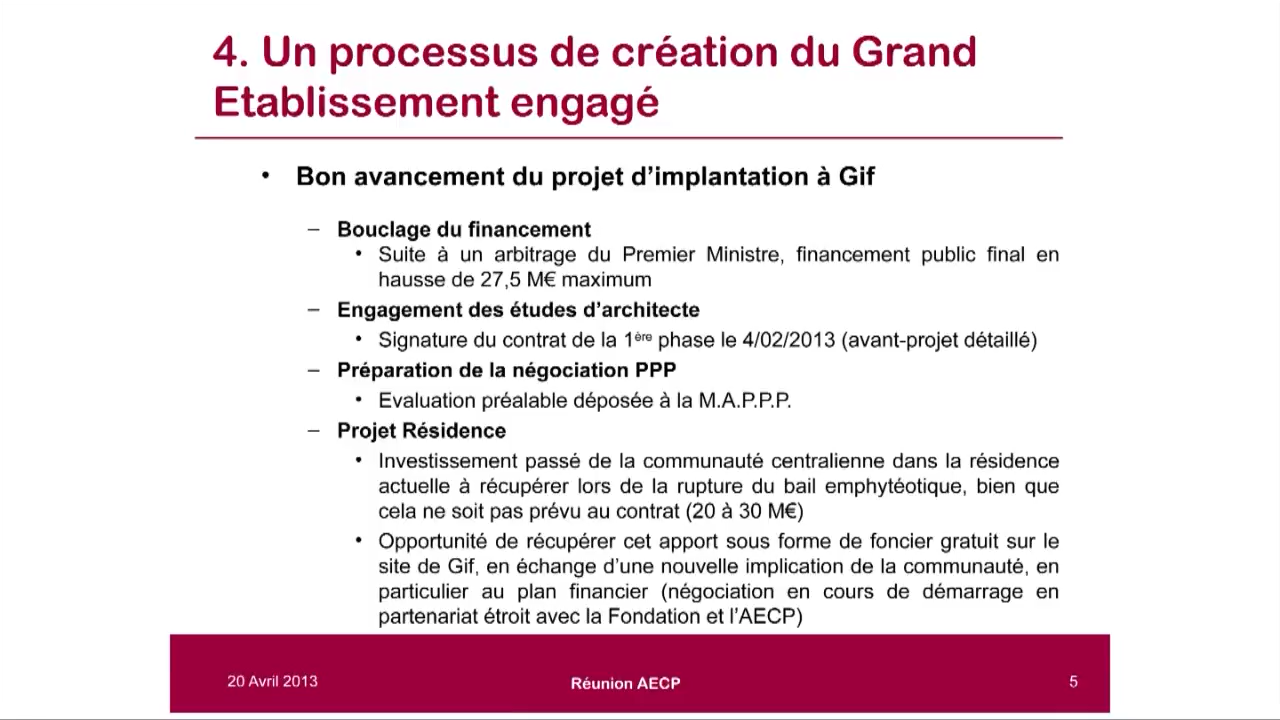 4. Un processus de création du Grand
Etablissement engagé
• Bon avancement du projet d’implantation à Gif
– Bouclage du financement
• Suite à un arbitrage du Premier Ministre, financement public final en
hausse de 27,5 M€ maximum
– Engagement des études d’architecte
• Signature du contrat de la 1ère phase le 4/02/2013 (avant-projet détaillé)
– Préparation de la négociation PPP
• Evaluation préalable déposée à la M.A.P.P.P.
– Projet Résidence
• Investissement passé de la communauté centralienne dans la résidence
actuelle à récupérer lors de la rupture du bail emphytéotique, bien que
cela ne soit pas prévu au contrat (20 à 30 M€)
• Opportunité de récupérer cet apport sous forme de foncier gratuit sur le
site de Gif, en échange d’une nouvelle implication de la communauté, en
particulier au plan financier (négociation en cours de démarrage en
partenariat étroit avec la Fondation et l’AECP)
20 Avril 2013 Réunion AECP 5